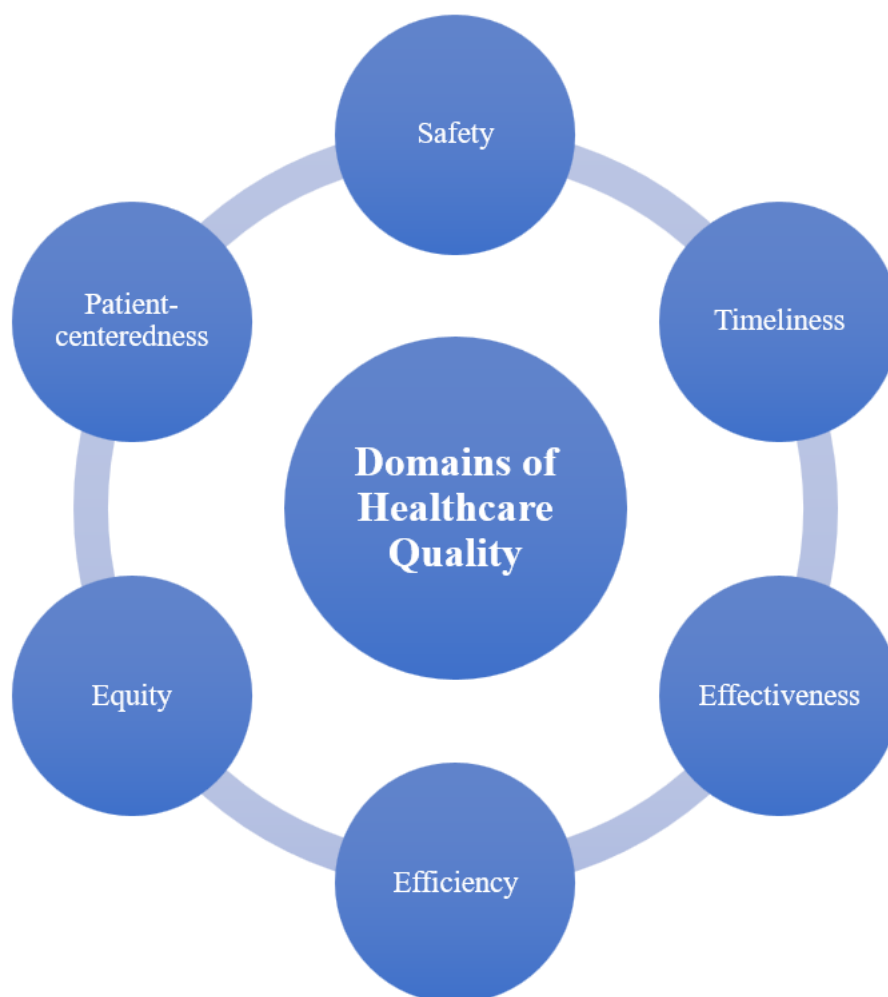 Safety
Timeliness
Effectiveness
Efficiency
Equity
Patient-
centeredness
Domains of
Healthcare
Quality